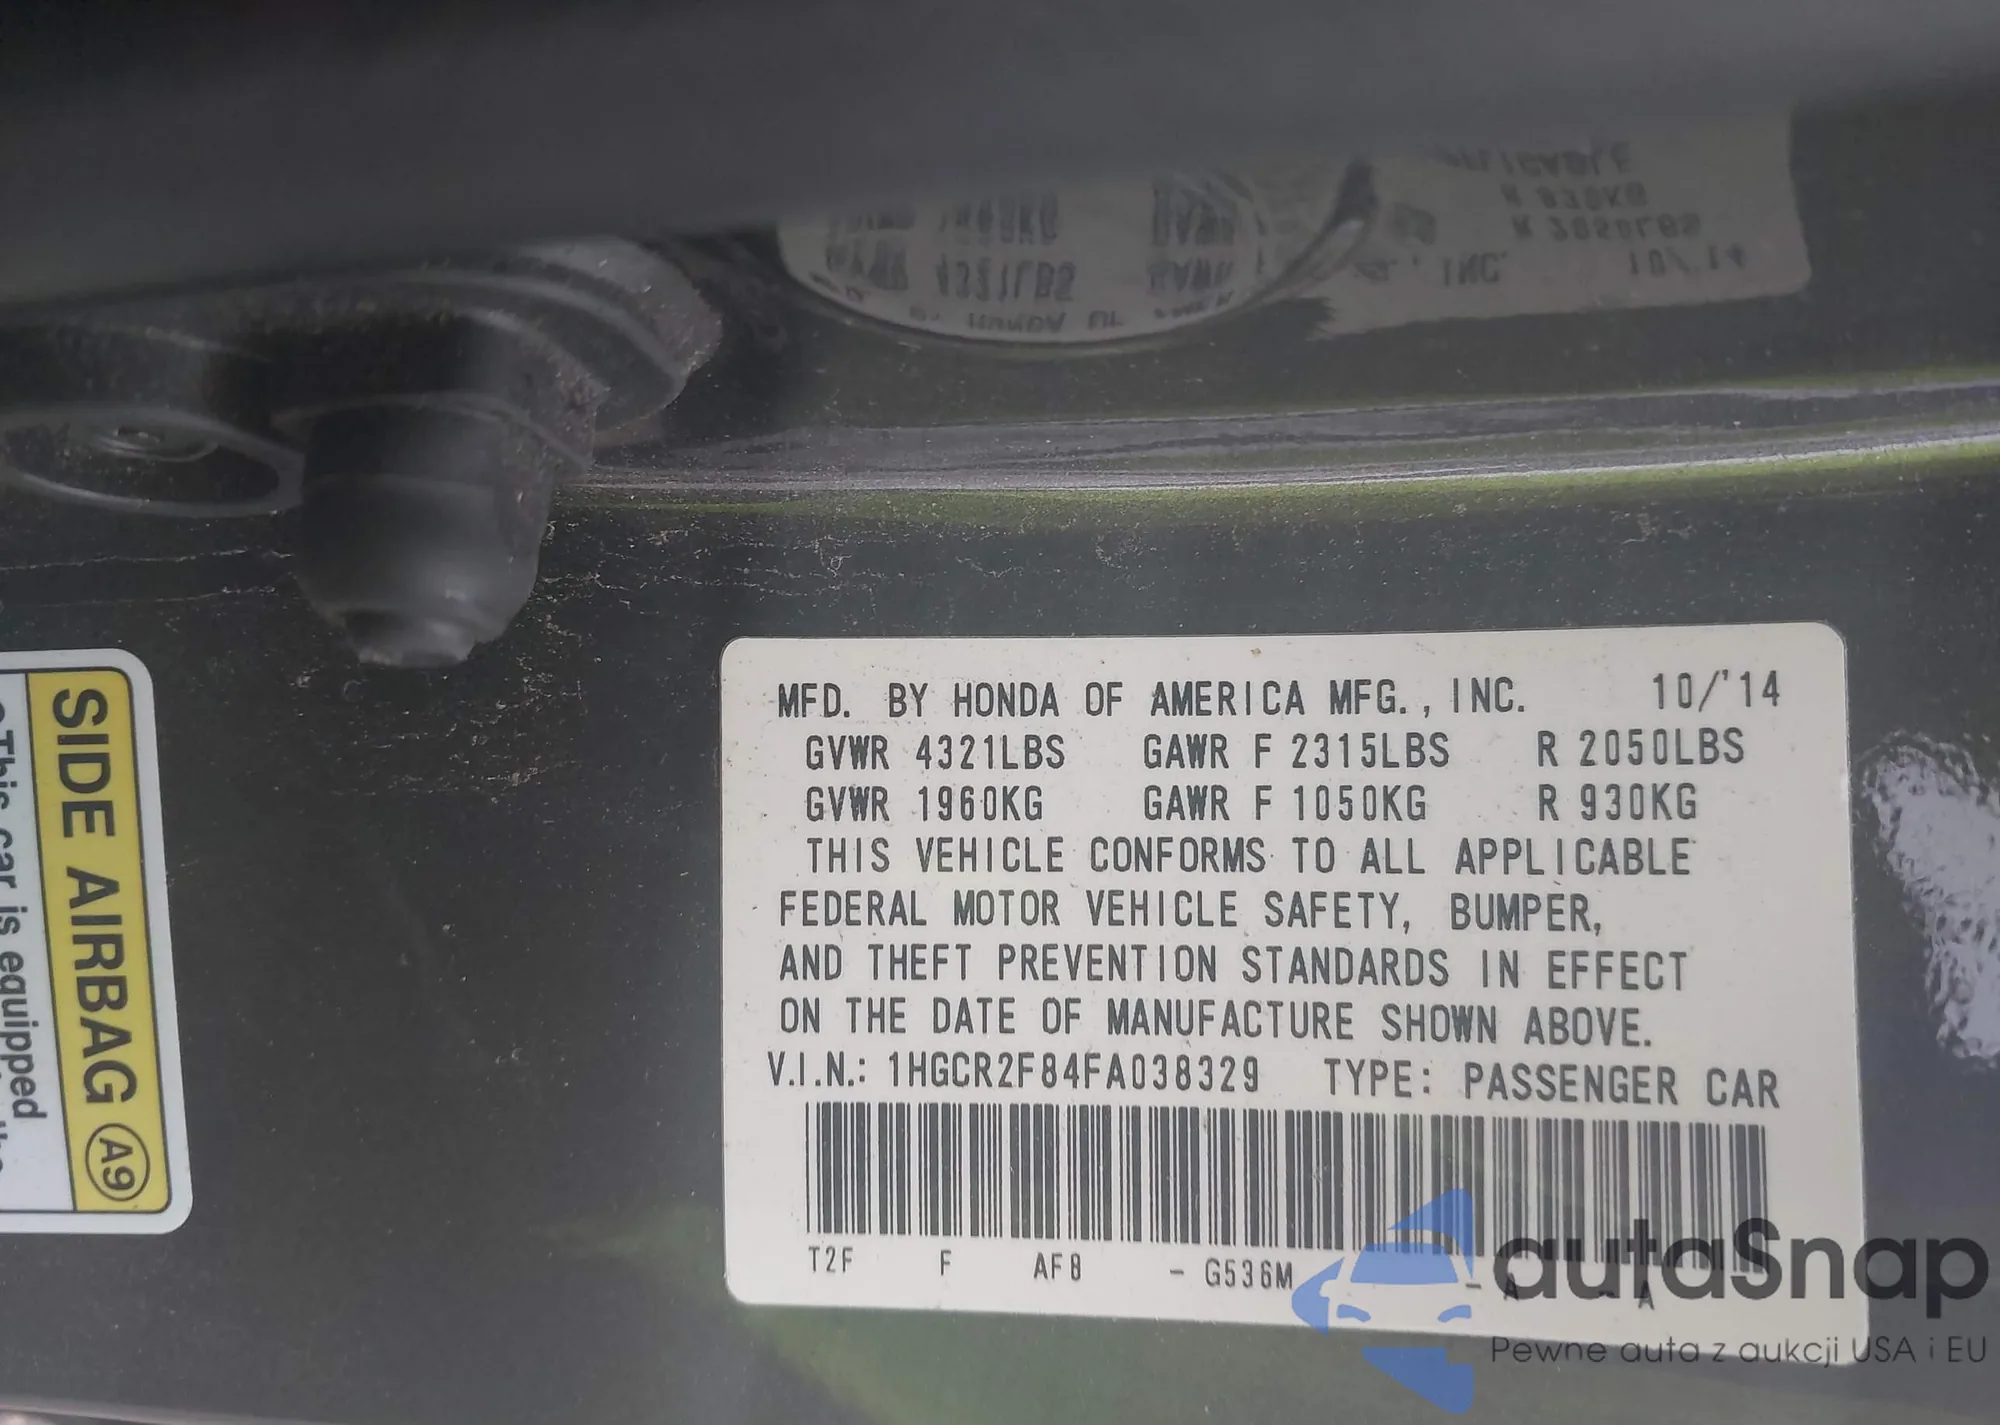 MFD. BY HONDA OF AMERICA MFG., INC. 10/'14
GVWR 4321LBS GAWR F 2315LBS R 2050LBS
GVWR 1960KG GAWR F 1050KG R 930KG
THIS VEHICLE CONFORMS TO ALL APPLICABLE
FEDERAL MOTOR VEHICLE SAFETY, BUMPER,
AND THEFT PREVENTION STANDARDS IN EFFECT
ON THE DATE OF MANUFACTURE SHOWN ABOVE.
V.I.N.: 1HGCR2F84FA038329 TYPE: PASSENGER CAR
T2F F AF8 - G536M - A - A
SIDE AIRBAG A9
This car is equipped
autaSnap
Pewne auta z aukcji USA i EU